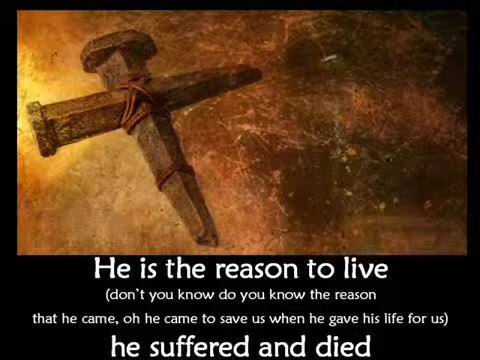 He is the reason to live
(don't you know do you know the reason
that he came, oh he came to save us when he gave his life for us)
he suffered and died